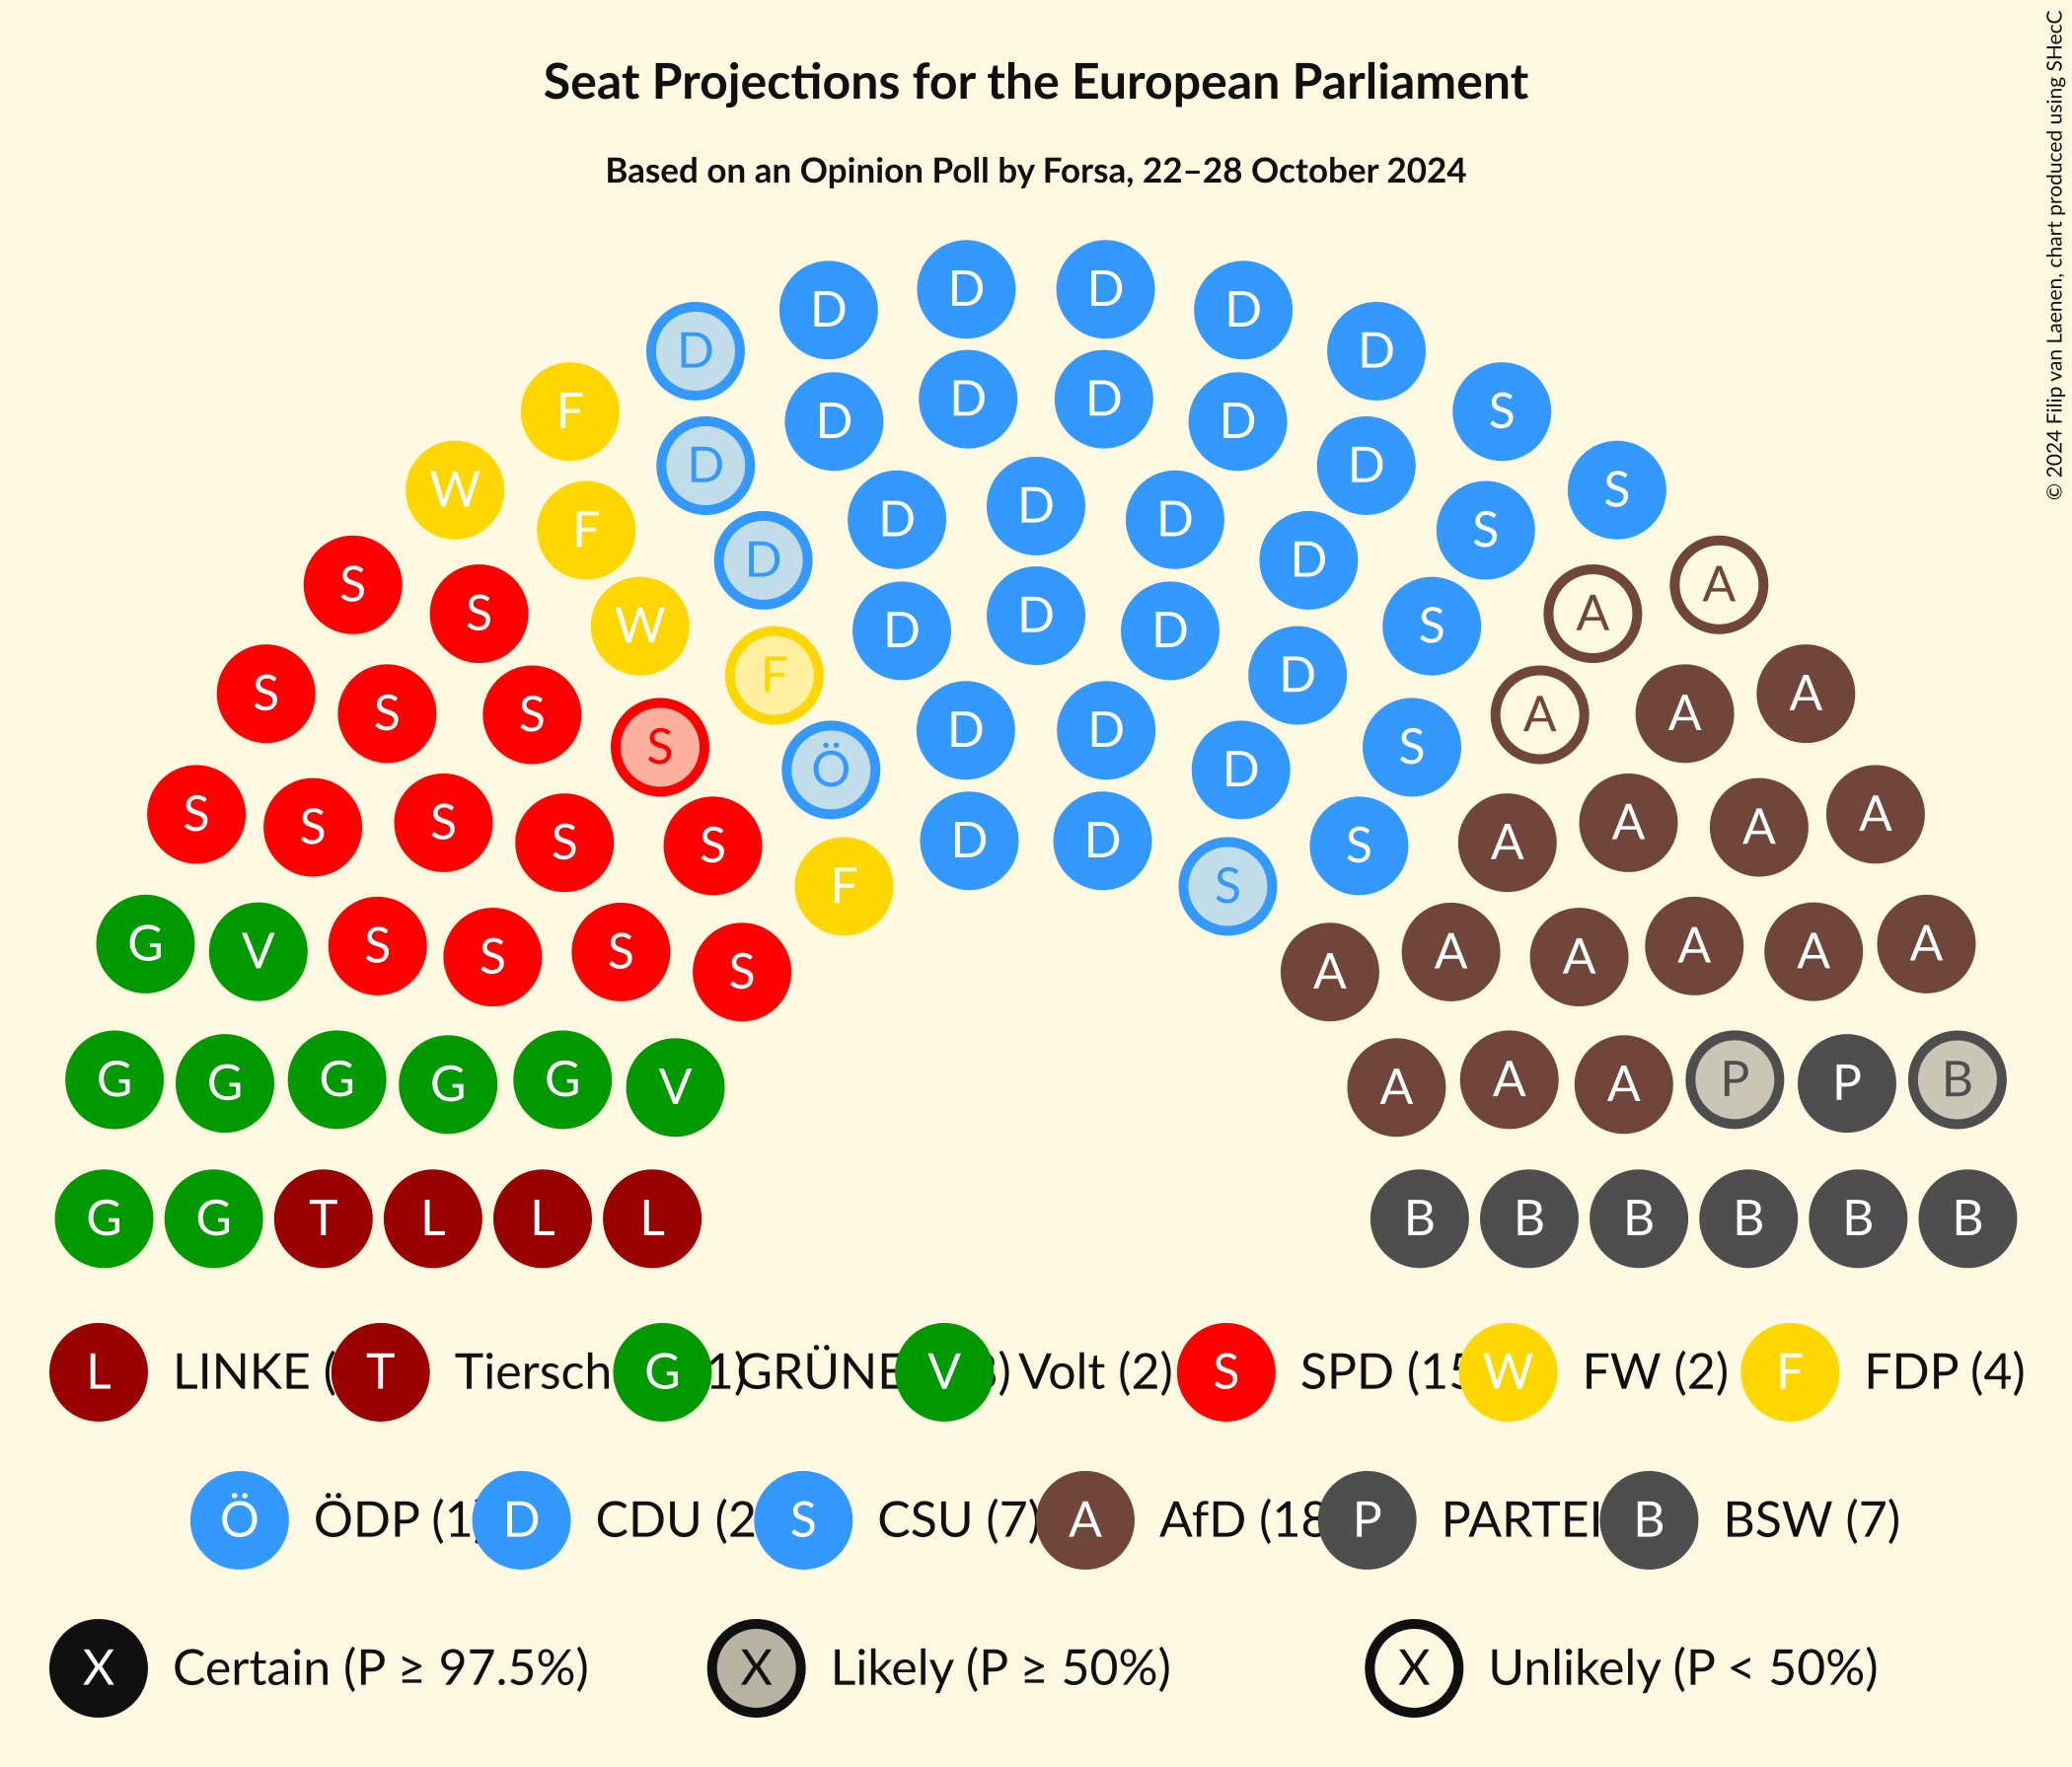 Seat Projections for the European Parliament
Based on an Opinion Poll by Forsa, 22–28 October 2024
© 2024 Filip van Laenen, chart produced using SHecC
D D D D
D D
D D D D
F S
D D
W S
D D D
F S
D D
S A
S D A
W D D S
F D
S A
S S A A
D D
S S
Ö D
S S S A A A
S S D D S A
F S
G V S S S A A A A A
S S A A
G G G G G V A A A P P B
G G T L L L B B B B B B
L LINKE ( T Tiersch G 1) GRÜNE V ) Volt (2) S SPD (15 W FW (2) F FDP (4)
Ö ÖDP (1 D CDU (2 S CSU (7) A AfD (18 P PARTEI B BSW (7)
X Certain (P ≥ 97.5%) X Likely (P ≥ 50%) X Unlikely (P < 50%)